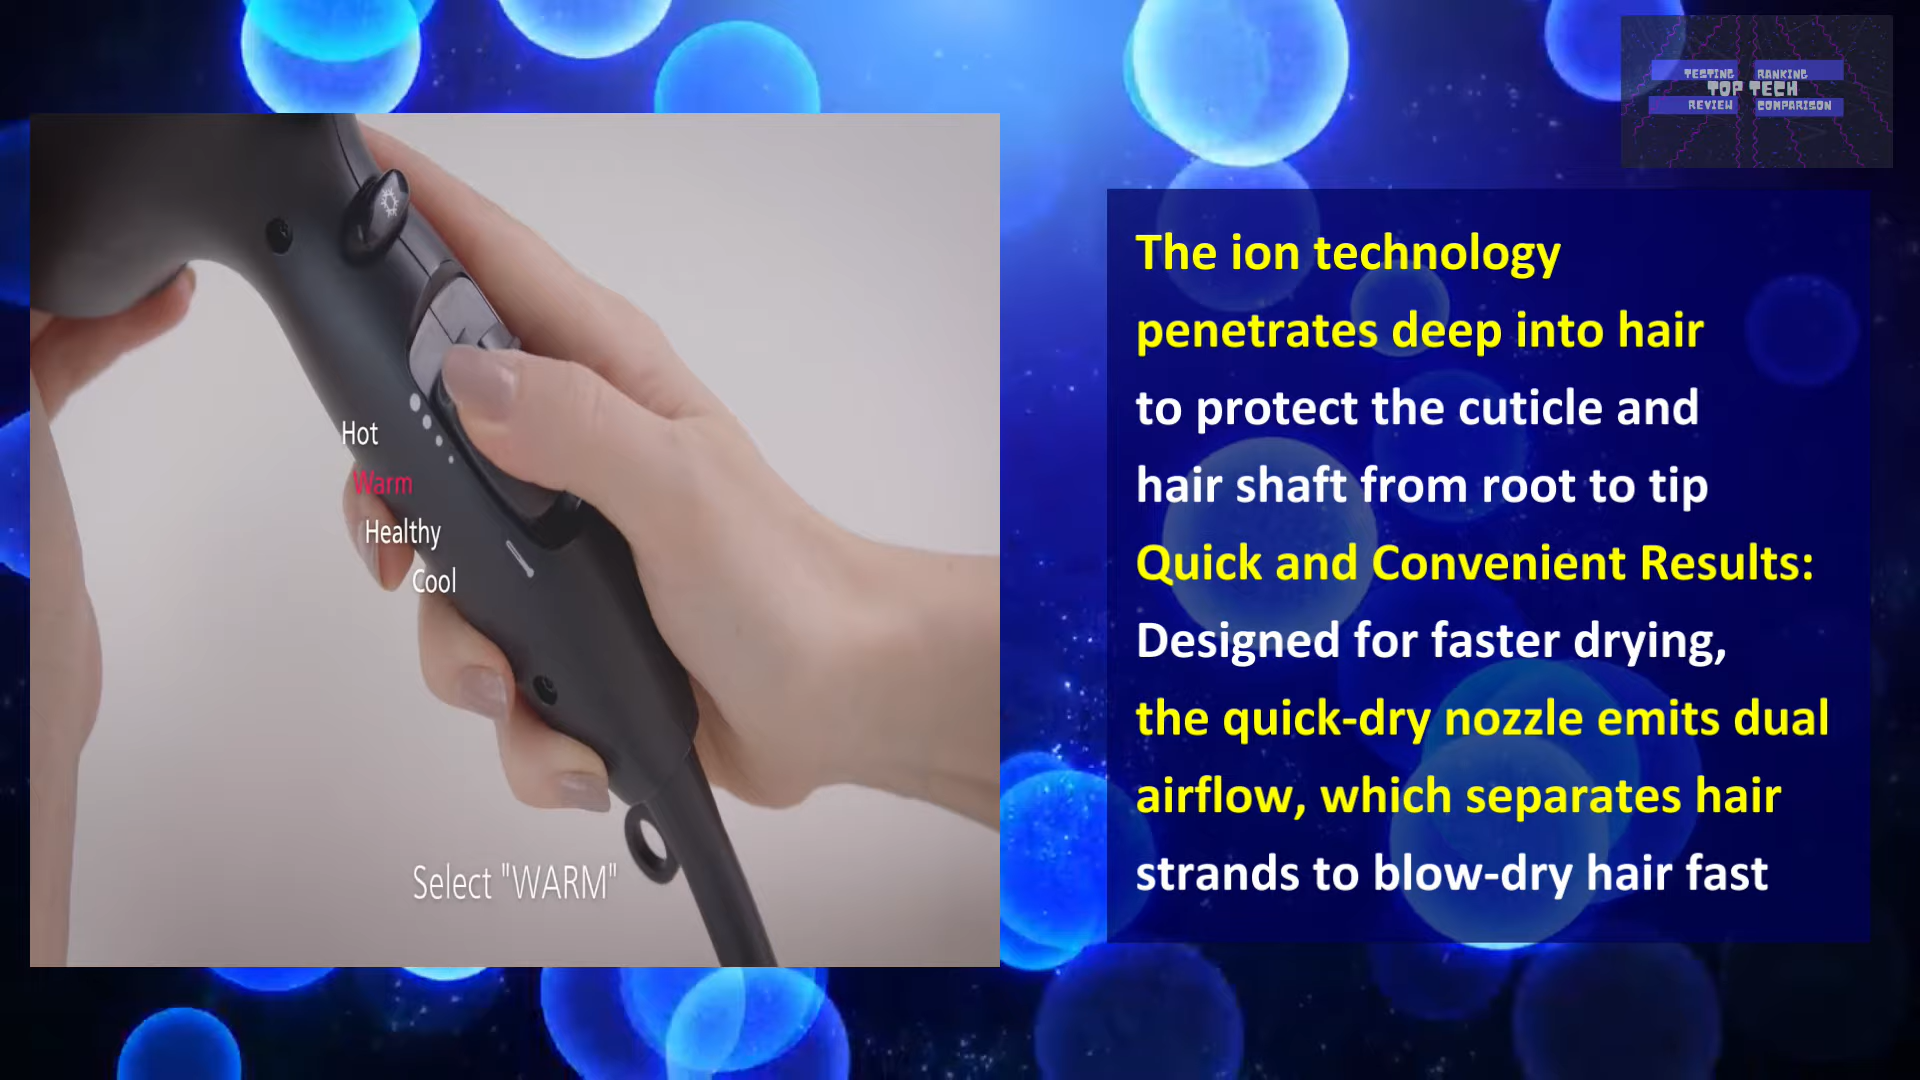 TESTING RANKING
TOP TECH
REVIEW COMPARISON
The ion technology
penetrates deep into hair
to protect the cuticle and
hair shaft from root to tip
Quick and Convenient Results:
Designed for faster drying,
the quick-dry nozzle emits dual
airflow, which separates hair
strands to blow-dry hair fast
Hot
Warm
Healthy
Cool
Select "WARM"